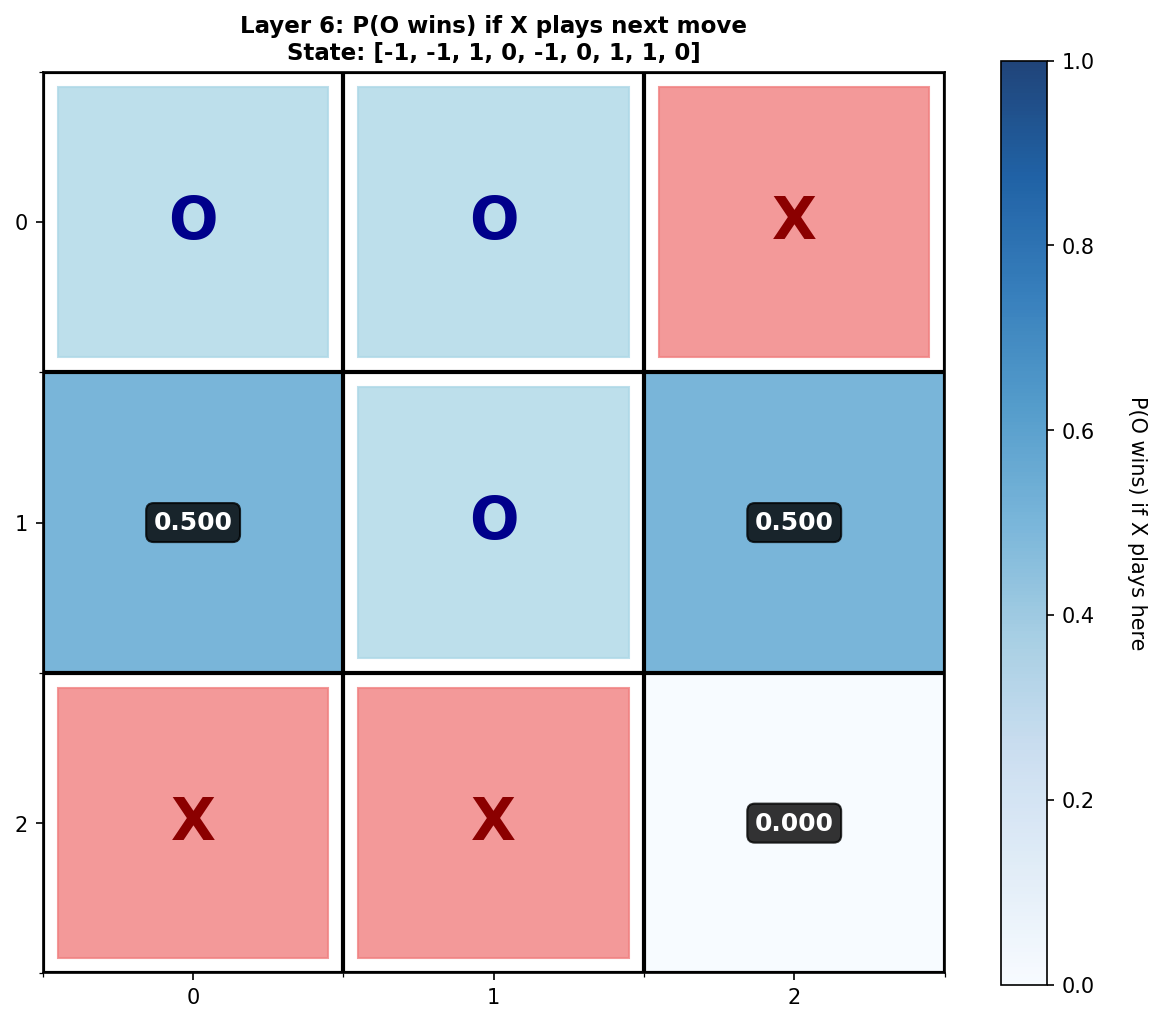 Layer 6: P(O wins) if X plays next move
State: [-1, -1, 1, 0, -1, 0, 1, 1, 0]
0
O
O
X
1
0.500
O
0.500
2
X
X
0.000
0
1
2
1.0
0.8
0.6
0.4
0.2
0.0
P(O wins) if X plays here